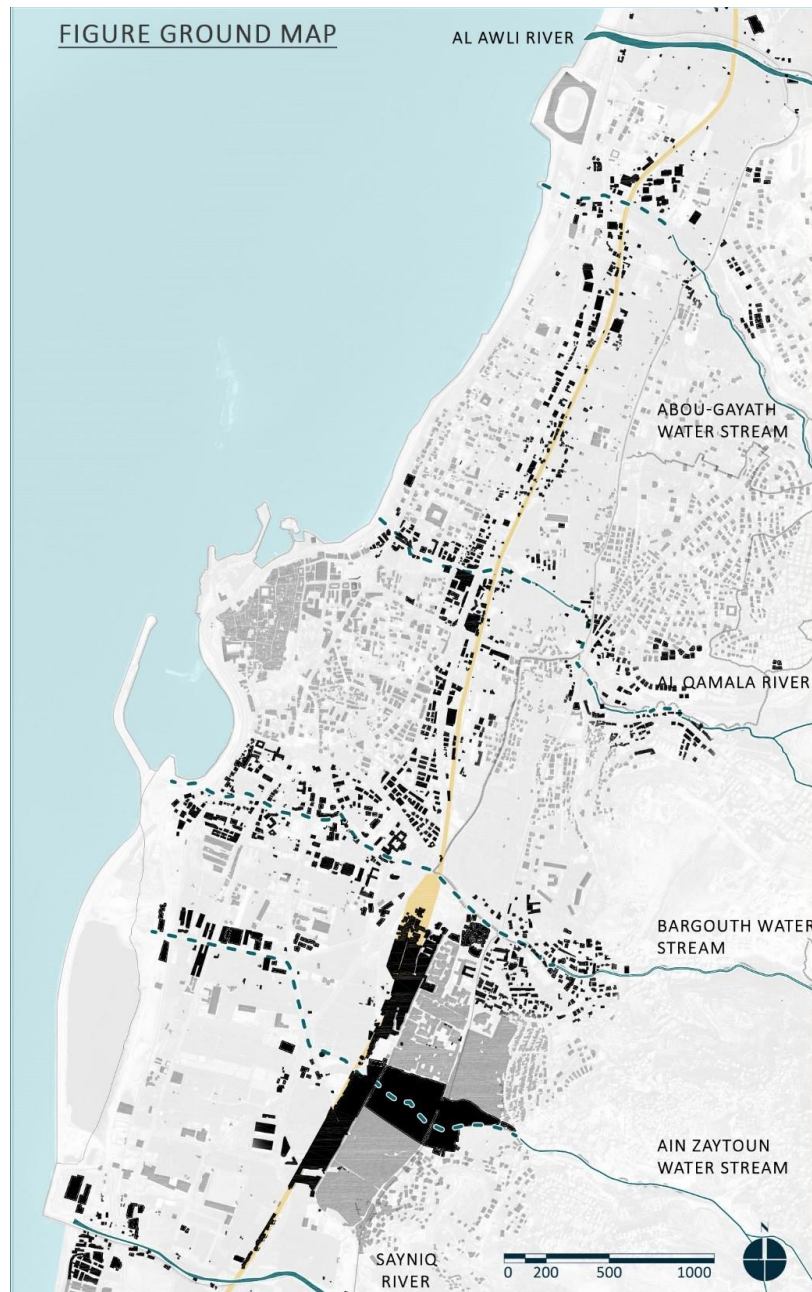 FIGURE GROUND MAP
AL AWLI RIVER
ABOU-GAYATH
WATER STREAM
AL QAMALA RIVER
BARGOUTH WATER
STREAM
AIN ZAYTOUN
WATER STREAM
SAYNIQ
RIVER
0 200 500 1000
N